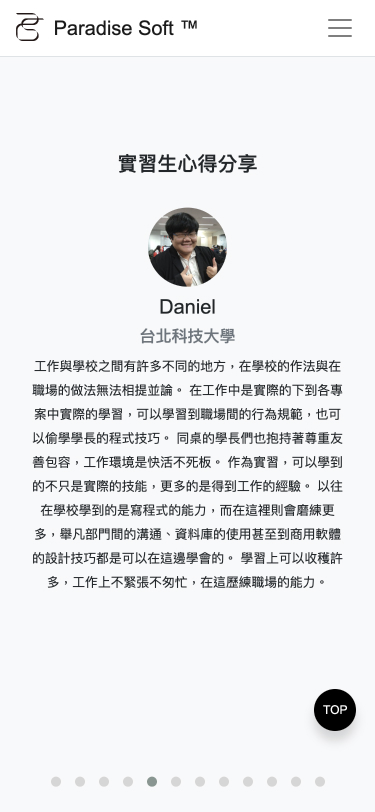 Paradise Soft ™
實習生心得分享
Daniel
台北科技大學
工作與學校之間有許多不同的地方，在學校的作法與在
職場的做法無法相提並論。 在工作中是實際的下到各專
案中實際的學習，可以學習到職場間的行為規範，也可
以偷學學長的程式技巧。 同桌的學長們也抱持著尊重友
善包容，工作環境是快活不死板。 作為實習，可以學到
的不只是實際的技能，更多的是得到工作的經驗。 以往
在學校學到的是寫程式的能力，而在這裡則會磨練更
多，舉凡部門間的溝通、資料庫的使用甚至到商用軟體
的設計技巧都是可以在這邊學會的。 學習上可以收穫許
多，工作上不緊張不匆忙，在這歷練職場的能力。
TOP